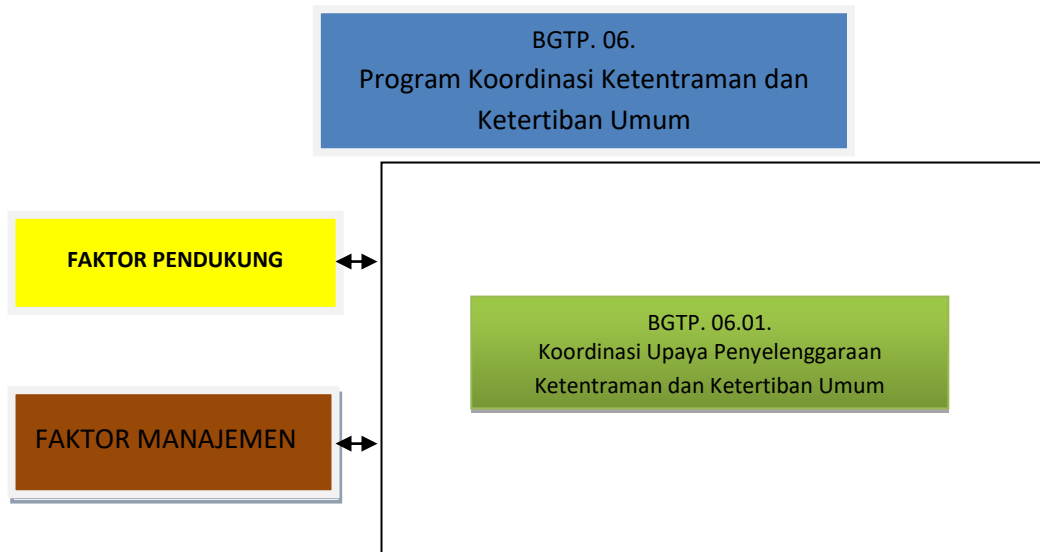 BGTP. 06.
Program Koordinasi Ketentraman dan
Ketertiban Umum
FAKTOR PENDUKUNG
BGTP. 06.01.
Koordinasi Upaya Penyelenggaraan
Ketentraman dan Ketertiban Umum
FAKTOR MANAJEMEN